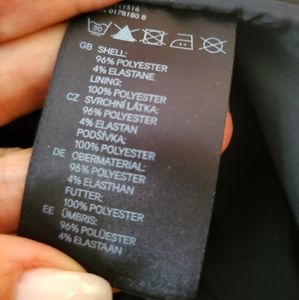 GB SHELL:
96% POLYESTER
4% ELASTANE
LINING:
100% POLYESTER
CZ SVRCHNÍ LÁTKA:
96% POLYESTER
4% ELASTAN
PODŠÍVKA:
100% POLYESTER
DE OBERMATERIAL:
96% POLYESTER
4% ELASTHAN
FUTTER:
100% POLYESTER
EE ÜMBRIS:
96% POLÜESTER
4% ELASTAAN